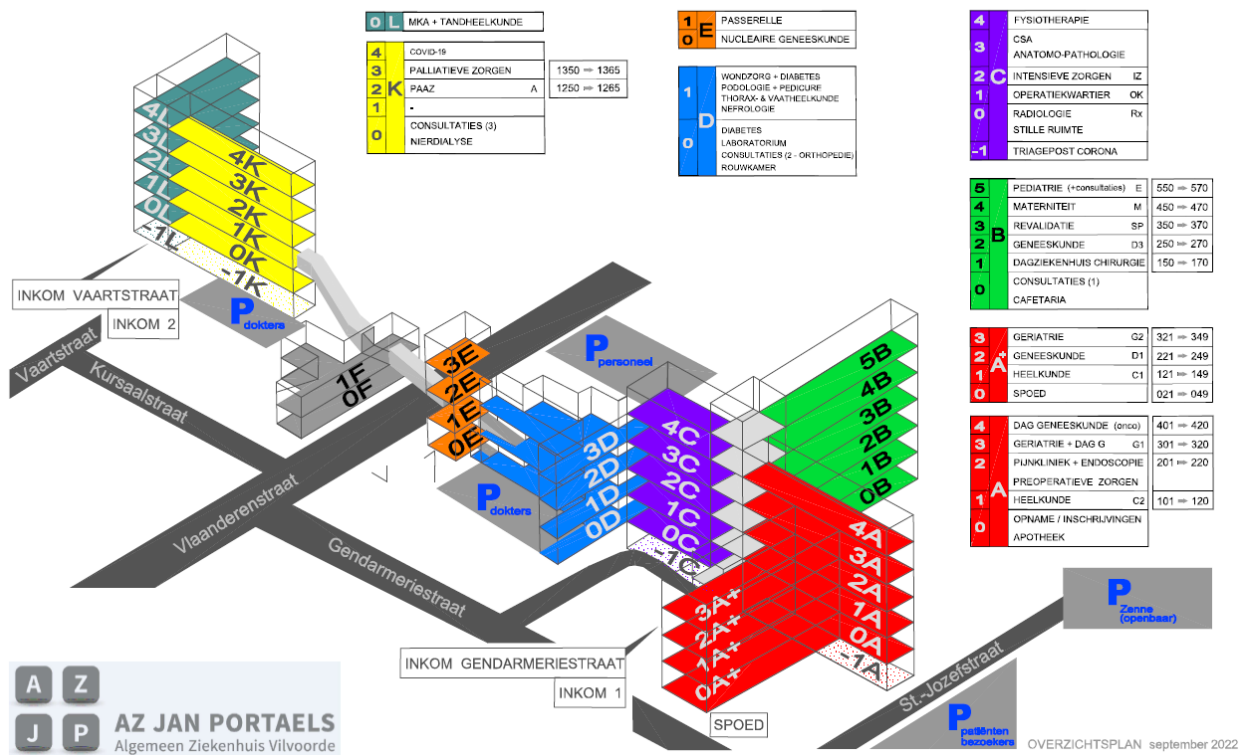 0 L MKA + TANDHEELKUNDE
K
4 COVID-19
3 PALLIATIEVE ZORGEN 1350 ⇨ 1365
2 PAAZ A 1250 ⇨ 1265
1 -
0 CONSULTATIES (3)
NIERDIALYSE
E
1 PASSERELLE
0 NUCLEAIRE GENEESKUNDE
D
1 WONDZORG + DIABETES
PODOLOGIE + PEDICURE
THORAX- & VAATHEELKUNDE
NEFROLOGIE
0 DIABETES
LABORATORIUM
CONSULTATIES (2 - ORTHOPEDIE)
ROUWKAMER
C
4 FYSIOTHERAPIE
3 CSA
ANATOMO-PATHOLOGIE
2 INTENSIEVE ZORGEN IZ
1 OPERATIEKWARTIER OK
0 RADIOLOGIE Rx
STILLE RUIMTE
-1 TRIAGEPOST CORONA
B
5 PEDIATRIE (+consultaties) E 550 ⇨ 570
4 MATERNITEIT M 450 ⇨ 470
3 REVALIDATIE SP 350 ⇨ 370
2 GENEESKUNDE D3 250 ⇨ 270
1 DAGZIEKENHUIS CHIRURGIE 150 ⇨ 170
0 CONSULTATIES (1)
CAFETARIA
A+
3 GERIATRIE G2 321 ⇨ 349
2 GENEESKUNDE D1 221 ⇨ 249
1 HEELKUNDE C1 121 ⇨ 149
0 SPOED 021 ⇨ 049
A
4 DAG GENEESKUNDE (onco) 401 ⇨ 420
3 GERIATRIE + DAG G G1 301 ⇨ 320
2 PIJNKLINIEK + ENDOSCOPIE 201 ⇨ 220
PREOPERATIEVE ZORGEN
1 HEELKUNDE C2 101 ⇨ 120
0 OPNAME / INSCHRIJVINGEN
APOTHEEK
4L
3L
2L
1L
0L
-1L
4K
3K
2K
1K
0K
-1K
INKOM VAARTSTRAAT
INKOM 2
P dokters
Vaartstraat
Kursaalstraat
1F
0F
3E
2E
1E
0E
P personeel
P dokters
3D
2D
1D
0D
4C
3C
2C
1C
0C
-1C
5B
4B
3B
2B
1B
0B
4A
3A
2A
1A
0A
-1A
3A+
2A+
1A+
0A+
Vlaanderenstraat
Gendarmeriestraat
INKOM GENDARMERIESTRAAT
INKOM 1
SPOED
St.-Jozefstraat
P Zenne
(openbaar)
P patiënten
bezoekers
A Z
J P
AZ JAN PORTAELS
Algemeen Ziekenhuis Vilvoorde
OVERZICHTSPLAN september 2022